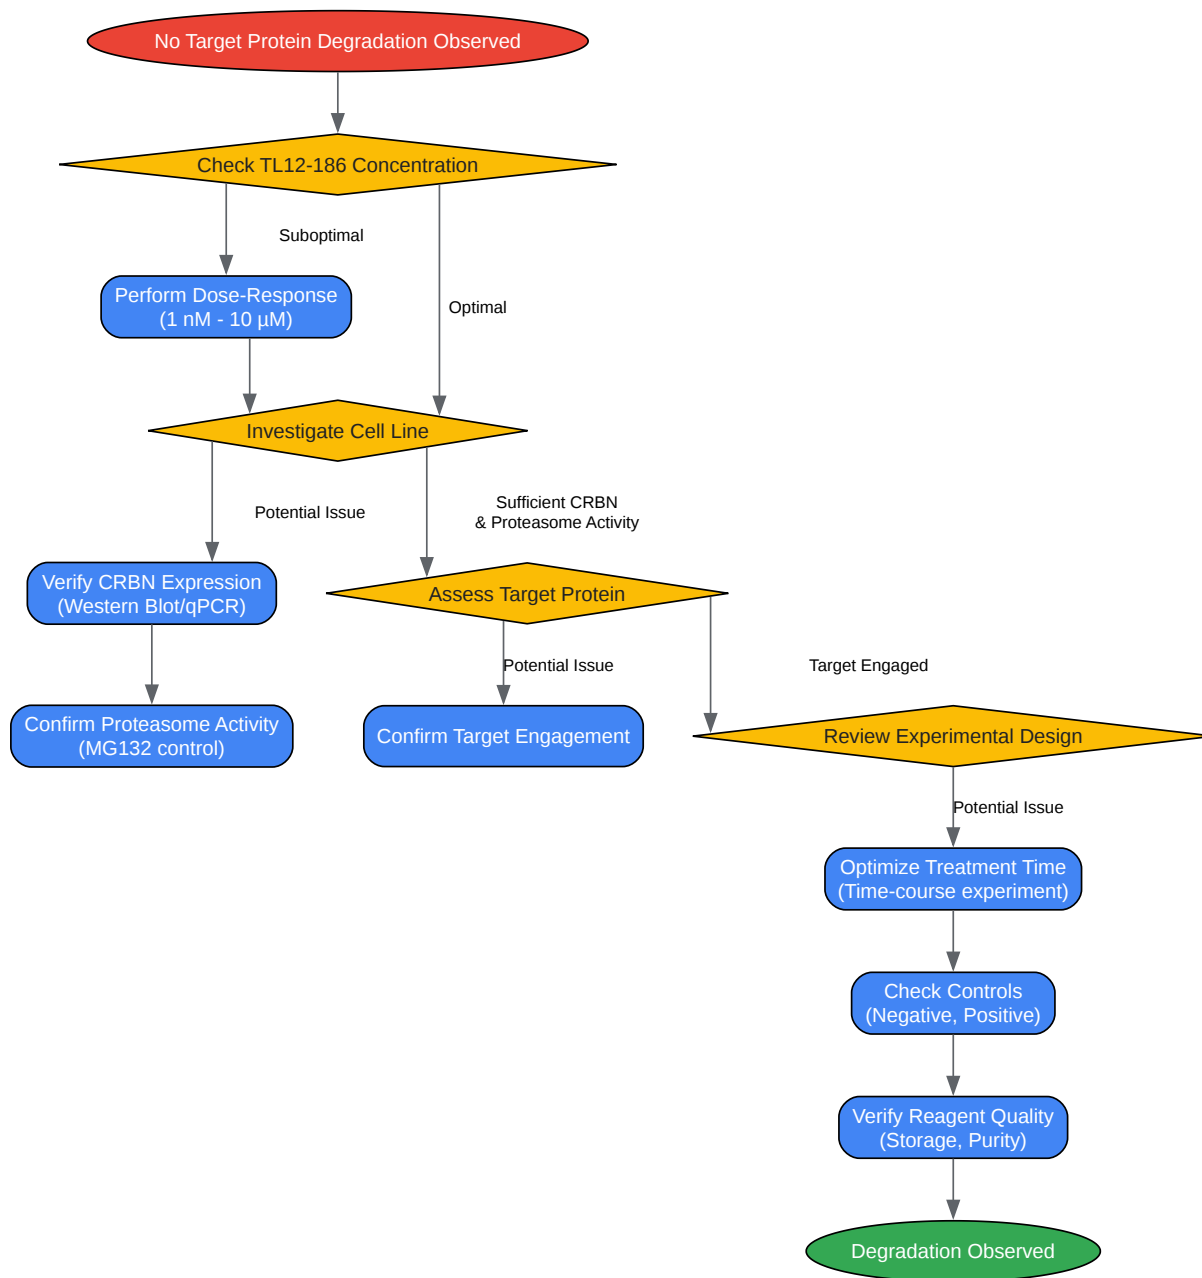 No Target Protein Degradation Observed
Check TL12-186 Concentration
Suboptimal
Perform Dose-Response
(1 nM - 10 µM)
Optimal
Investigate Cell Line
Potential Issue
Sufficient CRBN
& Proteasome Activity
Verify CRBN Expression
(Western Blot/qPCR)
Assess Target Protein
Potential Issue
Target Engaged
Confirm Proteasome Activity
(MG132 control)
Confirm Target Engagement
Review Experimental Design
Potential Issue
Optimize Treatment Time
(Time-course experiment)
Check Controls
(Negative, Positive)
Verify Reagent Quality
(Storage, Purity)
Degradation Observed